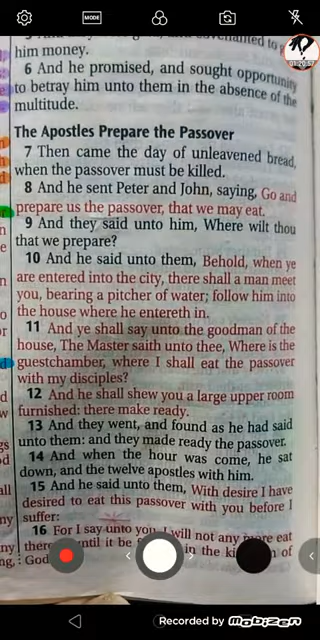 MODE
him money.
6 And he promised, and sought opportunity
to betray him unto them in the absence of the
multitude.
The Apostles Prepare the Passover
7 Then came the day of unleavened bread,
when the passover must be killed.
8 And he sent Peter and John, saying, Go and
prepare us the passover, that we may eat.
9 And they said unto him, Where wilt thou
that we prepare?
10 And he said unto them, Behold, when ye
are entered into the city, there shall a man meet
you, bearing a pitcher of water; follow him into
the house where he entereth in.
11 And ye shall say unto the goodman of the
house, The Master saith unto thee, Where is the
guestchamber, where I shall eat the passover
with my disciples?
12 And he shall shew you a large upper room
furnished: there make ready.
13 And they went, and found as he had said
unto them: and they made ready the passover.
14 And when the hour was come, he sat
down, and the twelve apostles with him.
15 And he said unto them, With desire I have
desired to eat this passover with you before I
suffer:
16 For I say unto you, I will not any more eat
until it be in the of
God
Recorded by Mobizen